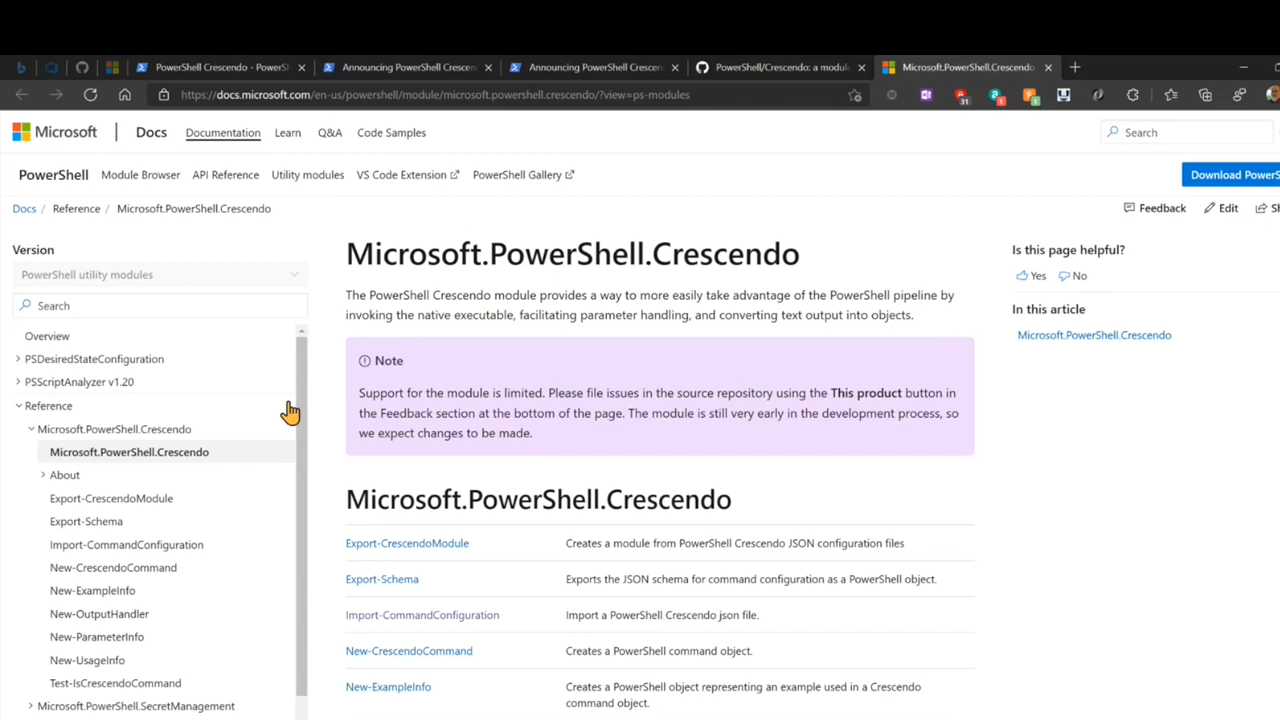 PowerShell Crescendo - PowerS
Announcing PowerShell Crescen
Announcing PowerShell Crescen
PowerShell/Crescendo: a modul
Microsoft.PowerShell.Crescendo
https://docs.microsoft.com/en-us/powershell/module/microsoft.powershell.crescendo/?view=ps-modules
31
1
1
Microsoft
Docs
Documentation
Learn
Q&A
Code Samples
Search
PowerShell
Module Browser
API Reference
Utility modules
VS Code Extension
PowerShell Gallery
Download PowerS
Docs / Reference / Microsoft.PowerShell.Crescendo
Feedback
Edit
Sh
Version
PowerShell utility modules
Search
Overview
PSDesiredStateConfiguration
PSScriptAnalyzer v1.20
Reference
Microsoft.PowerShell.Crescendo
Microsoft.PowerShell.Crescendo
About
Export-CrescendoModule
Export-Schema
Import-CommandConfiguration
New-CrescendoCommand
New-ExampleInfo
New-OutputHandler
New-ParameterInfo
New-UsageInfo
Test-IsCrescendoCommand
Microsoft.PowerShell.SecretManagement
Microsoft.PowerShell.Crescendo
The PowerShell Crescendo module provides a way to more easily take advantage of the PowerShell pipeline by
invoking the native executable, facilitating parameter handling, and converting text output into objects.
Note
Support for the module is limited. Please file issues in the source repository using the This product button in
the Feedback section at the bottom of the page. The module is still very early in the development process, so
we expect changes to be made.
Microsoft.PowerShell.Crescendo
Export-CrescendoModule Creates a module from PowerShell Crescendo JSON configuration files
Export-Schema Exports the JSON schema for command configuration as a PowerShell object.
Import-CommandConfiguration Import a PowerShell Crescendo json file.
New-CrescendoCommand Creates a PowerShell command object.
New-ExampleInfo Creates a PowerShell object representing an example used in a Crescendo
command object.
Is this page helpful?
Yes No
In this article
Microsoft.PowerShell.Crescendo